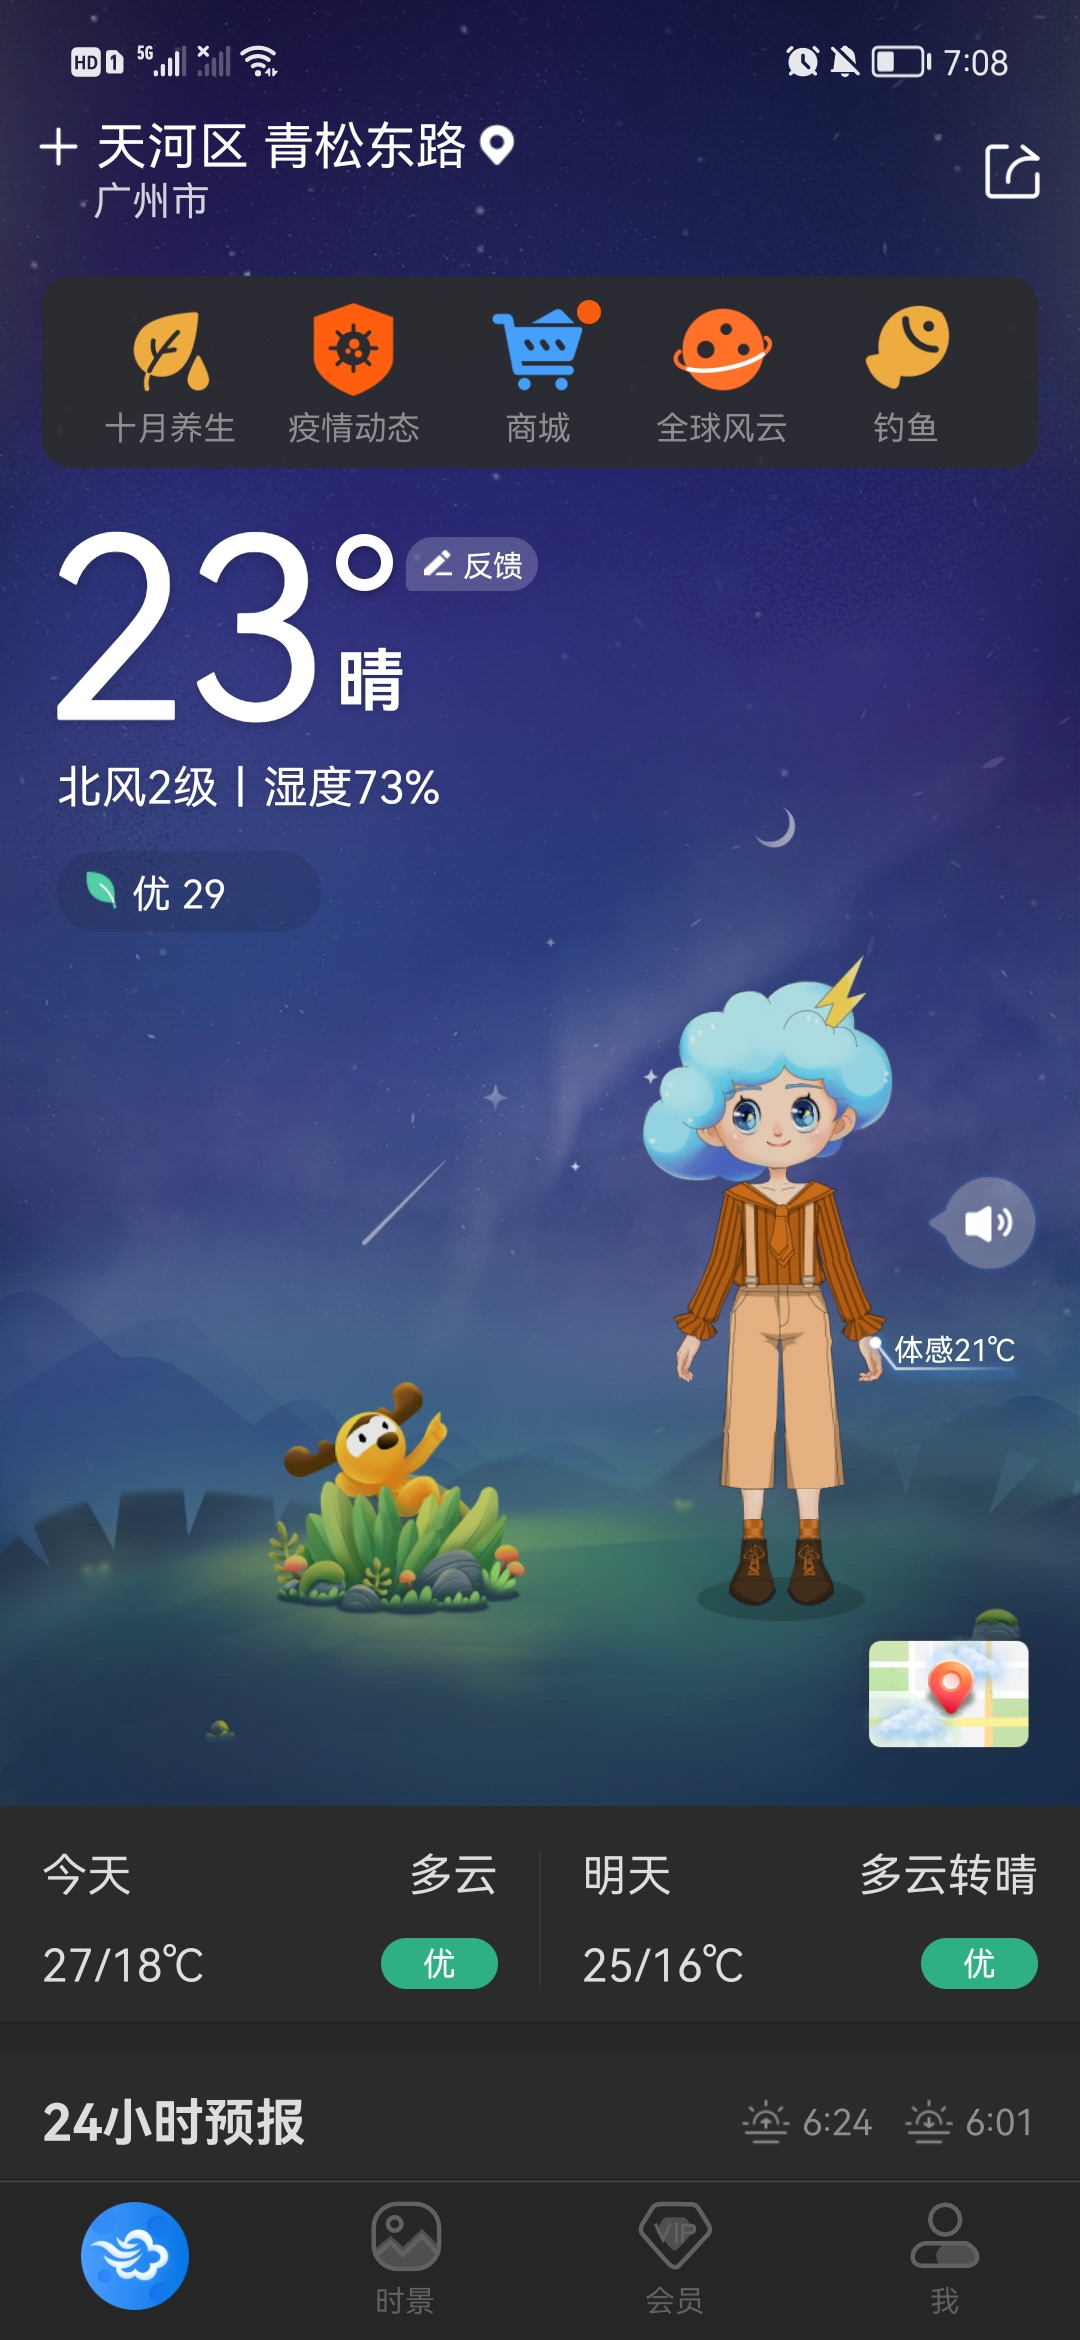 HD 1 5G 7:08
天河区 青松东路
广州市
十月养生 疫情动态 商城 全球风云 钓鱼
23° 反馈
晴
北风2级 | 湿度73%
优 29
体感21℃
今天 多云 明天 多云转晴
27/18℃ 优 25/16℃ 优
24小时预报 6:24 6:01
VIP
时景 会员 我